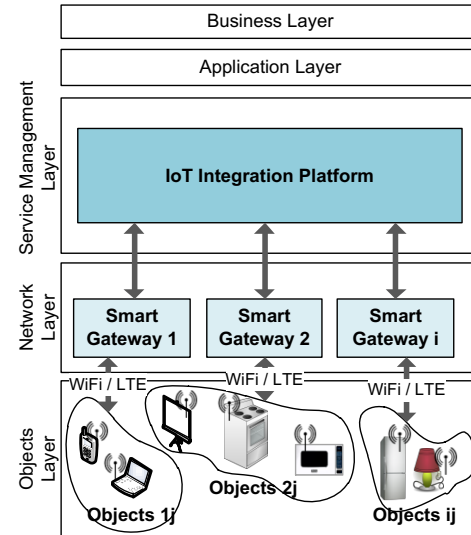 Business Layer
Application Layer
Service Management
Layer
IoT Integration Platform
Network
Layer
Smart
Gateway 1
Smart
Gateway 2
Smart
Gateway i
WiFi / LTE
WiFi / LTE
WiFi / LTE
Objects
Layer
Objects 1j
Objects 2j
Objects ij